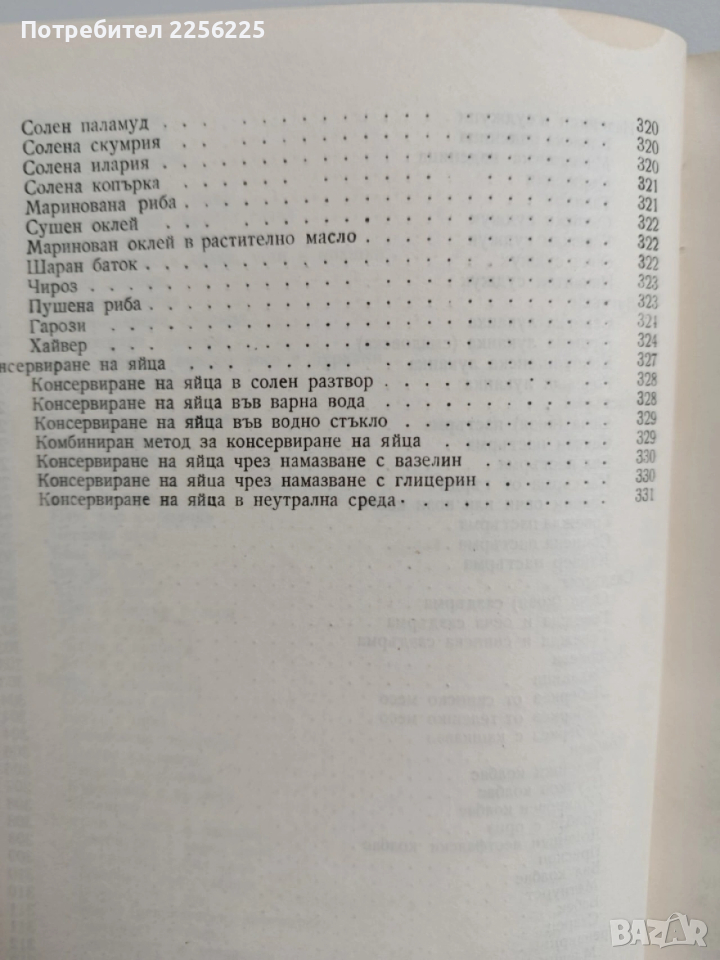 Потребител 2256225
Солен паламуд . . . . . . . . . . . . . 320
Солена скумрия . . . . . . . . . . . . . 320
Солена илария . . . . . . . . . . . . . 320
Солена копърка . . . . . . . . . . . . . 321
Маринована риба . . . . . . . . . . . . . 321
Сушен оклей . . . . . . . . . . . . . 322
Маринован оклей в растително масло . . . . . . . . 322
Шаран баток . . . . . . . . . . . . . 322
Чироз . . . . . . . . . . . . . 323
Пушена риба . . . . . . . . . . . . . 323
Гарози . . . . . . . . . . . . . 324
Хайвер . . . . . . . . . . . . . 324
нсервиране на яйца . . . . . . . . . . . . 327
Консервиране на яйца в солен разтвор . . . . . . . . 328
Консервиране на яйца във варна вода . . . . . . . . 328
Консервиране на яйца във водно стъкло . . . . . . . 329
Комбиниран метод за консервиране на яйца . . . . . . 329
Консервиране на яйца чрез намазване с вазелин . . . . 330
Консервиране на яйца чрез намазване с глицерин . . . . 330
Консервиране на яйца в неутрална среда . . . . . . . 331
BAZAR